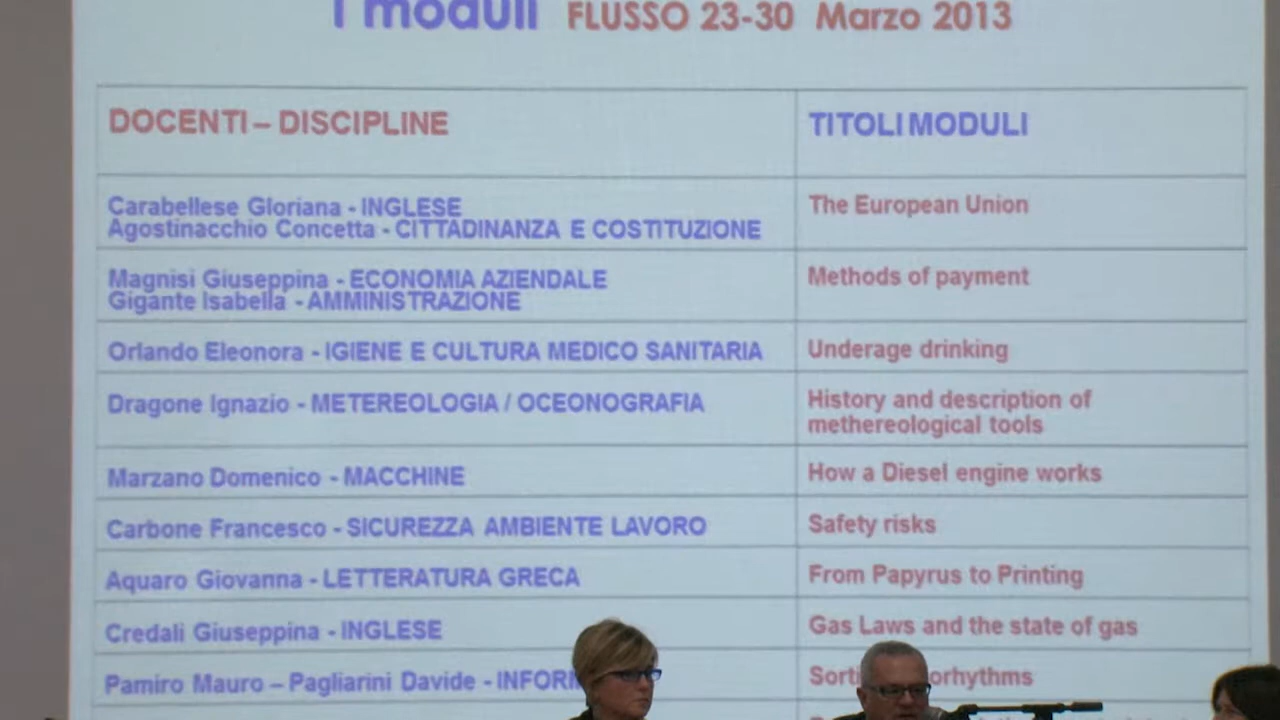 I moduli FLUSSO 23-30 Marzo 2013
DOCENTI – DISCIPLINE
TITOLI MODULI
Carabellese Gloriana - INGLESE
Agostinacchio Concetta - CITTADINANZA E COSTITUZIONE
The European Union
Magnisi Giuseppina - ECONOMIA AZIENDALE
Gigante Isabella - AMMINISTRAZIONE
Methods of payment
Orlando Eleonora - IGIENE E CULTURA MEDICO SANITARIA
Underage drinking
Dragone Ignazio - METEREOLOGIA / OCEONOGRAFIA
History and description of
methereological tools
Marzano Domenico - MACCHINE
How a Diesel engine works
Carbone Francesco - SICUREZZA AMBIENTE LAVORO
Safety risks
Aquaro Giovanna - LETTERATURA GRECA
From Papyrus to Printing
Credali Giuseppina - INGLESE
Gas Laws and the state of gas
Pamiro Mauro – Pagliarini Davide -